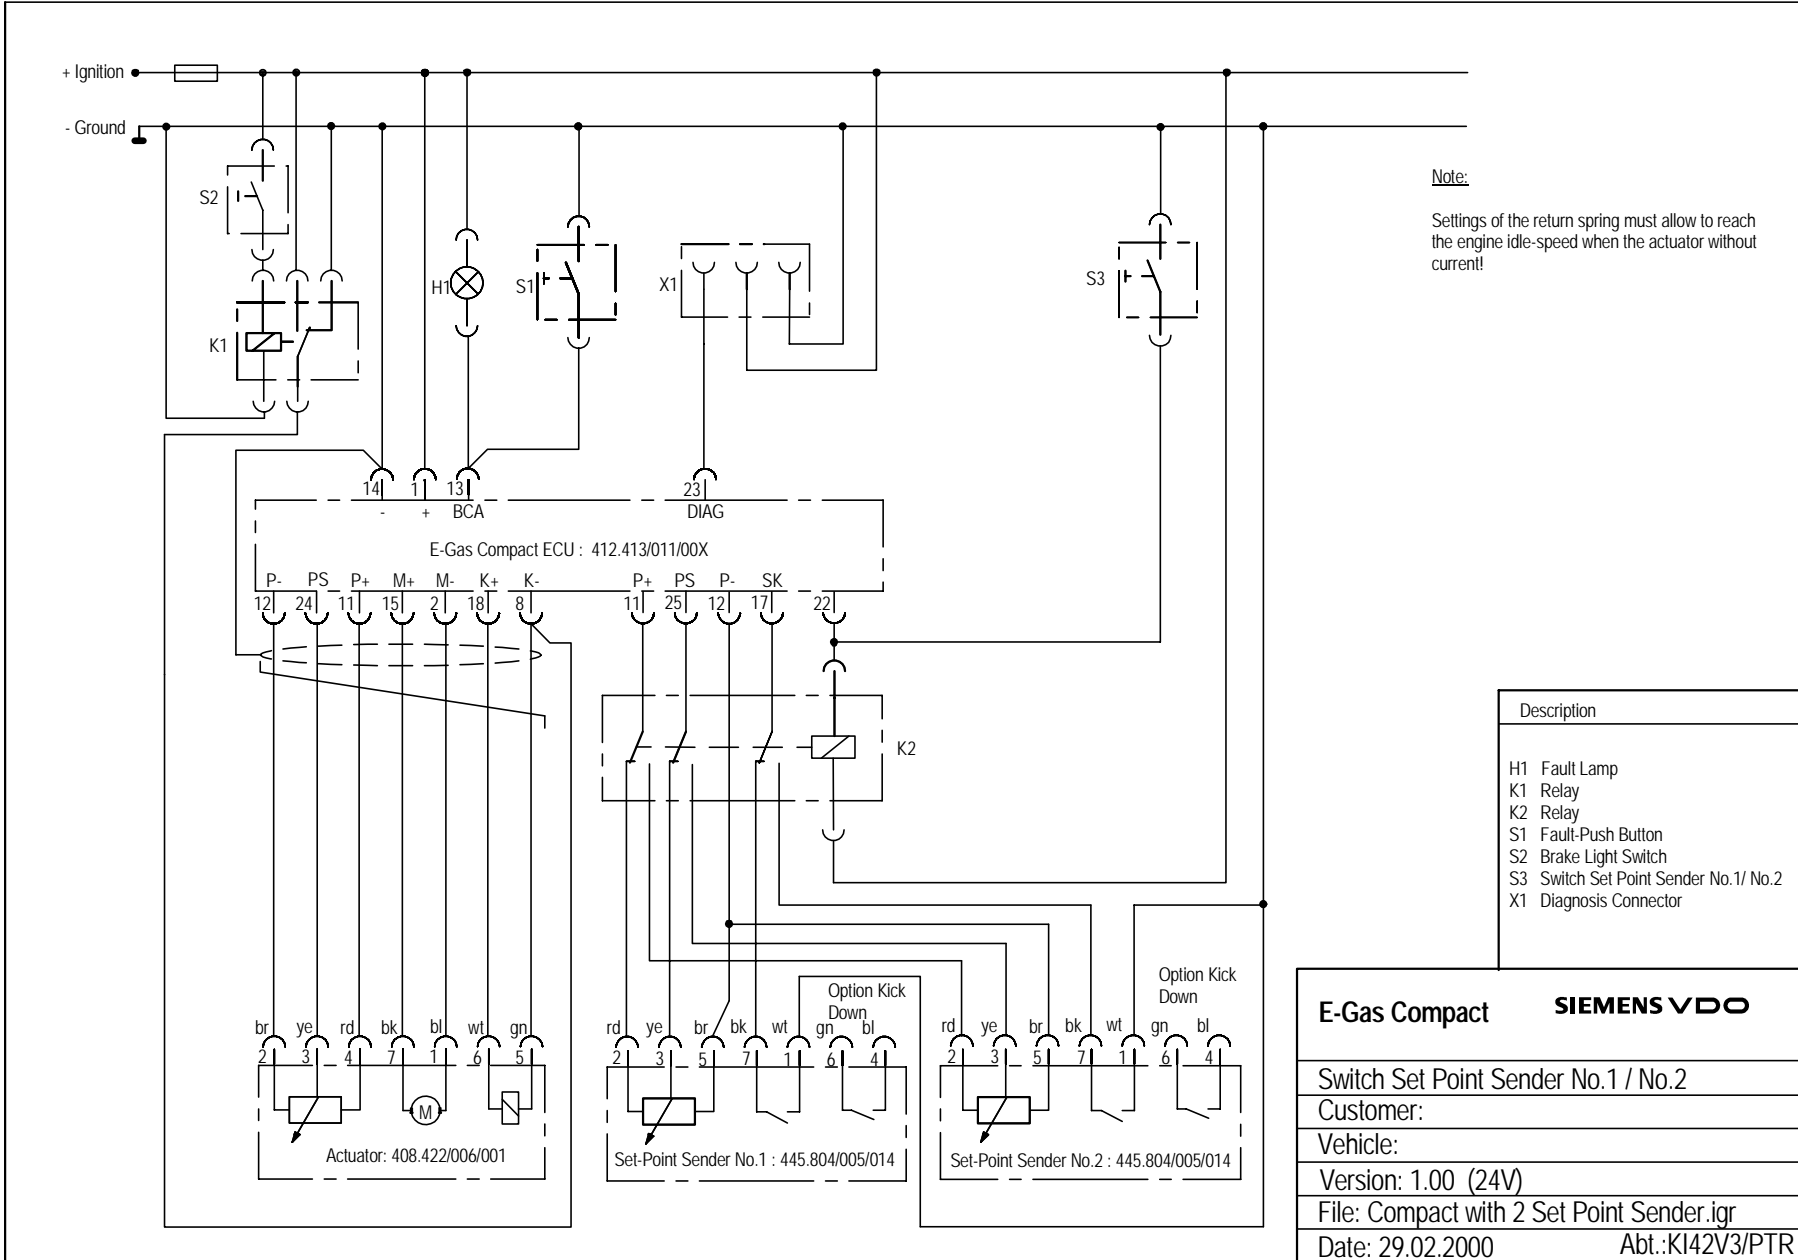 + Ignition
- Ground
S2
K1
H1
S1
X1
S3
Note:
Settings of the return spring must allow to reach
the engine idle-speed when the actuator without
current!
14 1 13 23
- + BCA DIAG
E-Gas Compact ECU : 412.413/011/00X
P- PS P+ M+ M- K+ K- P+ PS P- SK
12 24 11 15 2 18 8 11 25 12 17 22
K2
Description
H1 Fault Lamp
K1 Relay
K2 Relay
S1 Fault-Push Button
S2 Brake Light Switch
S3 Switch Set Point Sender No.1/ No.2
X1 Diagnosis Connector
Option Kick
Down
Option Kick
Down
br ye rd bk bl wt gn
2 3 4 7 1 6 5
M
Actuator: 408.422/006/001
rd ye br bk wt gn bl
2 3 5 7 1 6 4
Set-Point Sender No.1 : 445.804/005/014
rd ye br bk wt gn bl
2 3 5 7 1 6 4
Set-Point Sender No.2 : 445.804/005/014
E-Gas Compact SIEMENS VDO
Switch Set Point Sender No.1 / No.2
Customer:
Vehicle:
Version: 1.00 (24V)
File: Compact with 2 Set Point Sender.igr
Date: 29.02.2000 Abt.:KI42V3/PTR